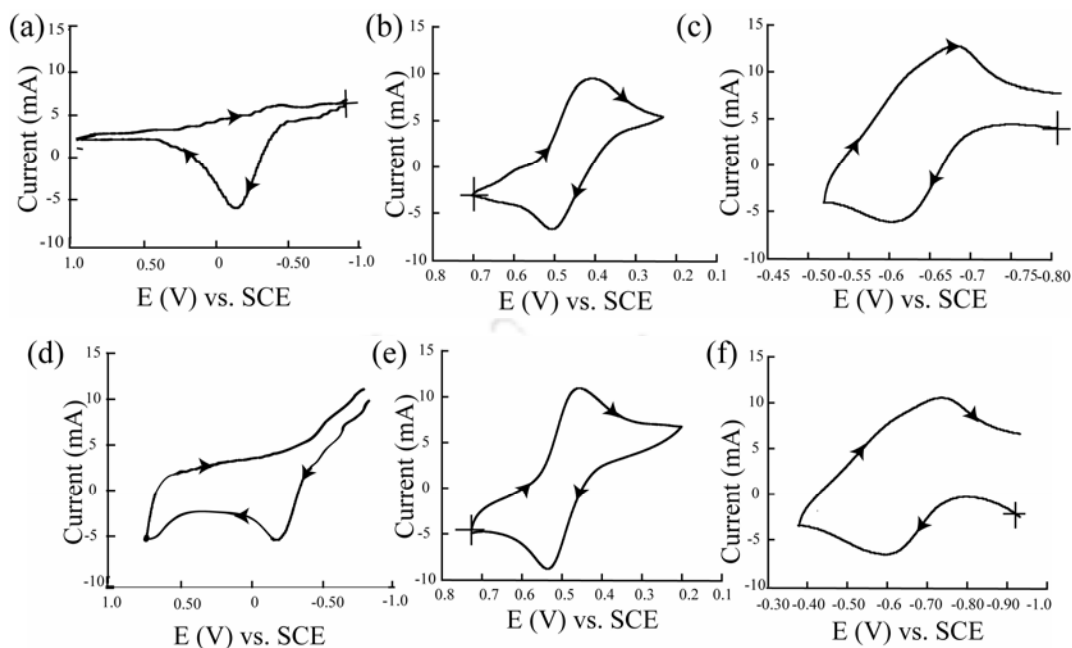 (a) (b) (c)
Current (mA) Current (mA) Current (mA)
15 15 15
10 10 10
5 5 5
0 0 0
-5 -5 -5
-10 -10 -10
1.0 0.50 0 -0.50 -1.0
0.8 0.7 0.6 0.5 0.4 0.3 0.2 0.1
-0.45 -0.50 -0.55 -0.6 -0.65 -0.7 -0.75 -0.80
E (V) vs. SCE E (V) vs. SCE E (V) vs. SCE
(d) (e) (f)
Current (mA) Current (mA) Current (mA)
15 15 15
10 10 10
5 5 5
0 0 0
-5 -5 -5
-10 -10 -10
1.0 0.50 0 -0.50 -1.0
0.8 0.7 0.6 0.5 0.4 0.3 0.2 0.1
-0.30 -0.40 -0.50 -0.60 -0.70 -0.80 -0.90 -1.0
E (V) vs. SCE E (V) vs. SCE E (V) vs. SCE